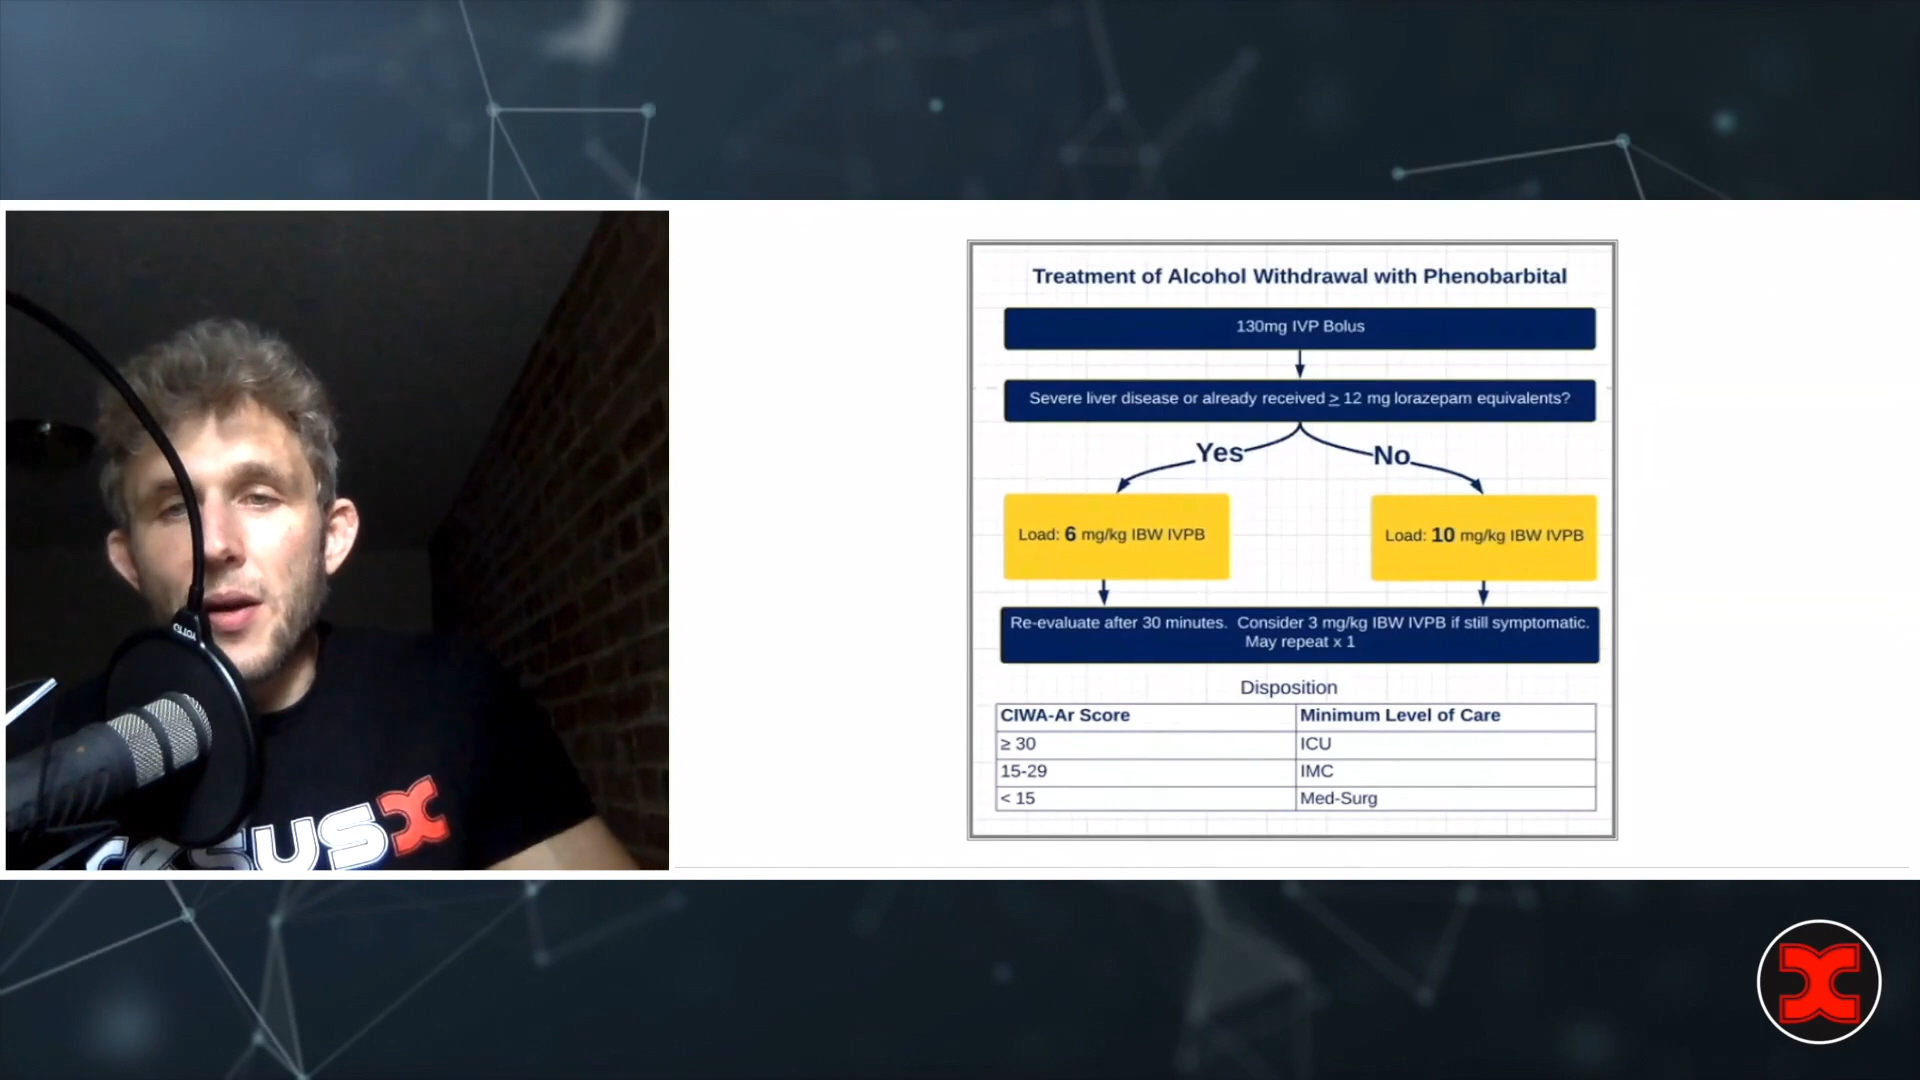 Treatment of Alcohol Withdrawal with Phenobarbital
130mg IVP Bolus
Severe liver disease or already received ≥ 12 mg lorazepam equivalents?
Yes
No
Load: 6 mg/kg IBW IVPB
Load: 10 mg/kg IBW IVPB
Re-evaluate after 30 minutes. Consider 3 mg/kg IBW IVPB if still symptomatic.
May repeat x 1
Disposition
CIWA-Ar Score Minimum Level of Care
≥ 30 ICU
15-29 IMC
< 15 Med-Surg